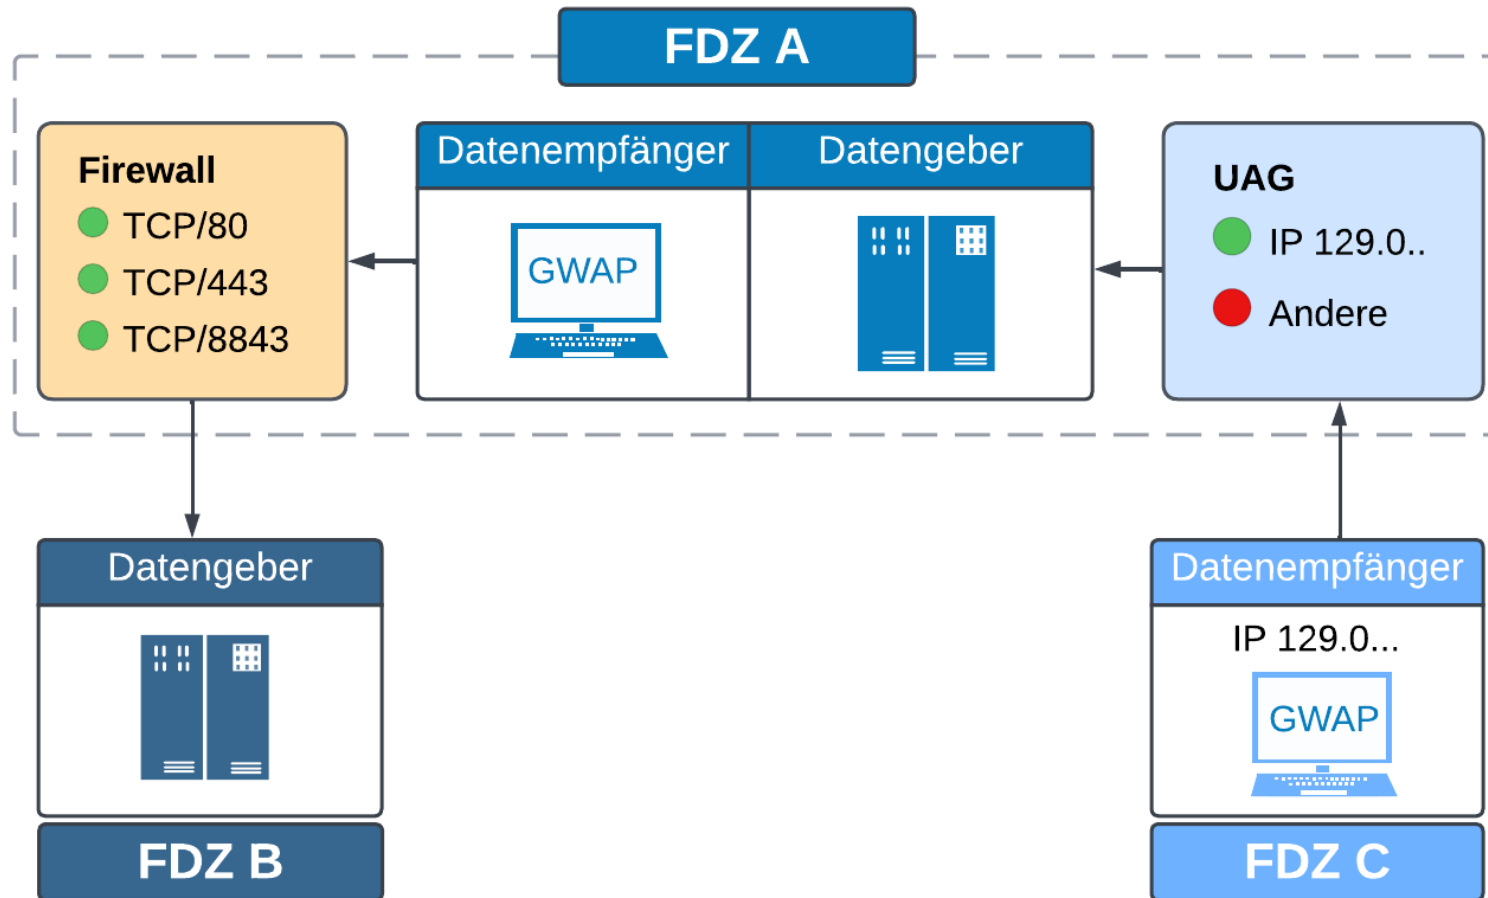 FDZ A
Firewall
TCP/80
TCP/443
TCP/8843
Datenempfänger
GWAP
Datengeber
UAG
IP 129.0..
Andere
Datengeber
FDZ B
Datenempfänger
IP 129.0...
GWAP
FDZ C